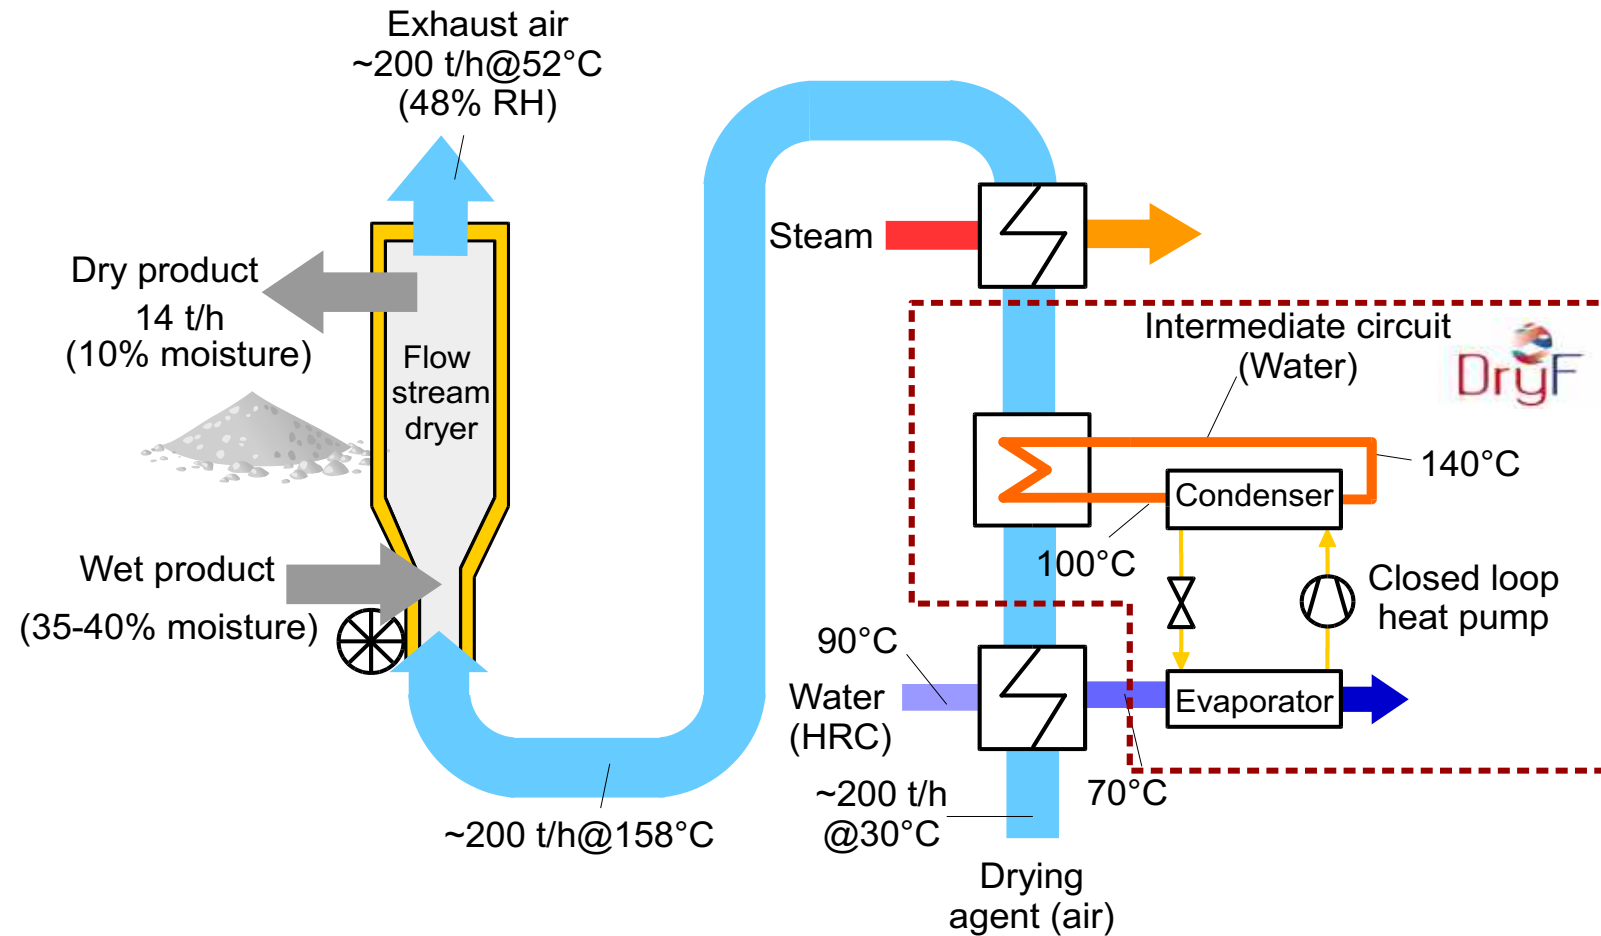 Exhaust air
~200 t/h@52°C
(48% RH)
Dry product
14 t/h
(10% moisture)
Flow
stream
dryer
Wet product
(35-40% moisture)
~200 t/h@158°C
Steam
Intermediate circuit
(Water)
DryF
140°C
Condenser
100°C
Closed loop
heat pump
90°C
Water
(HRC)
Evaporator
70°C
~200 t/h
@30°C
Drying
agent (air)